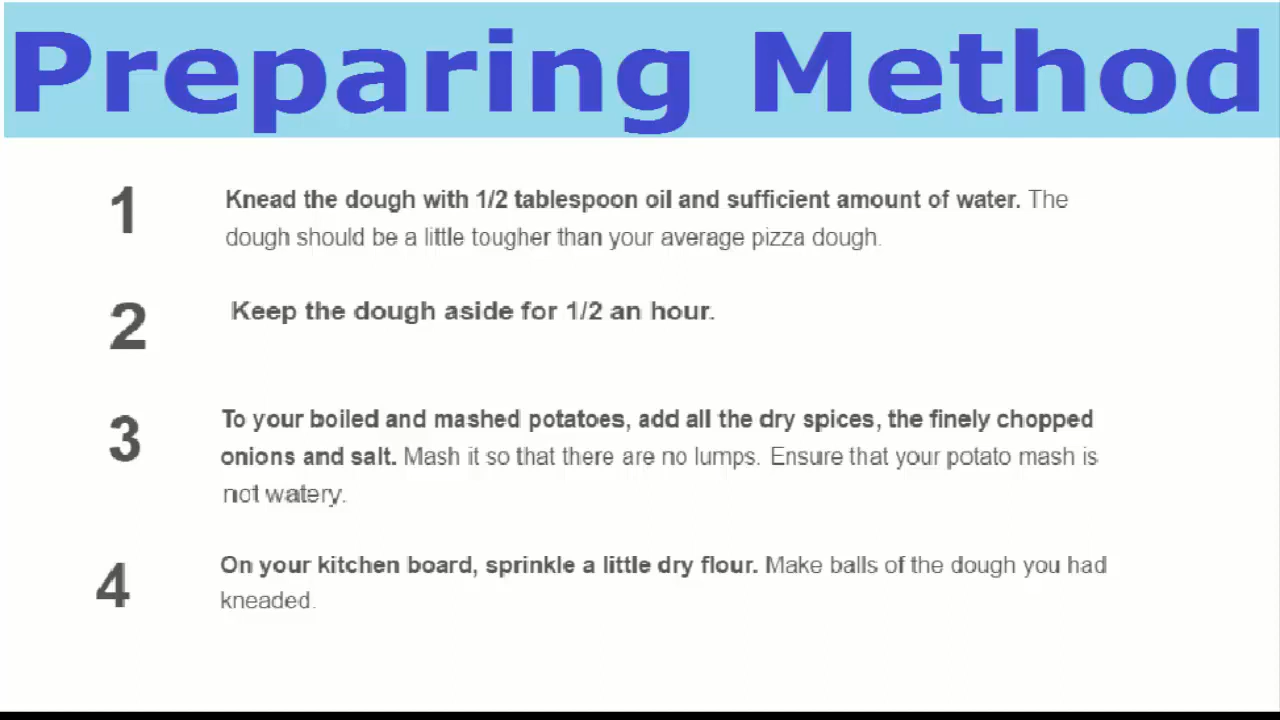 Preparing Method
1
Knead the dough with 1/2 tablespoon oil and sufficient amount of water. The
dough should be a little tougher than your average pizza dough.
2
Keep the dough aside for 1/2 an hour.
3
To your boiled and mashed potatoes, add all the dry spices, the finely chopped
onions and salt. Mash it so that there are no lumps. Ensure that your potato mash is
not watery.
4
On your kitchen board, sprinkle a little dry flour. Make balls of the dough you had
kneaded.